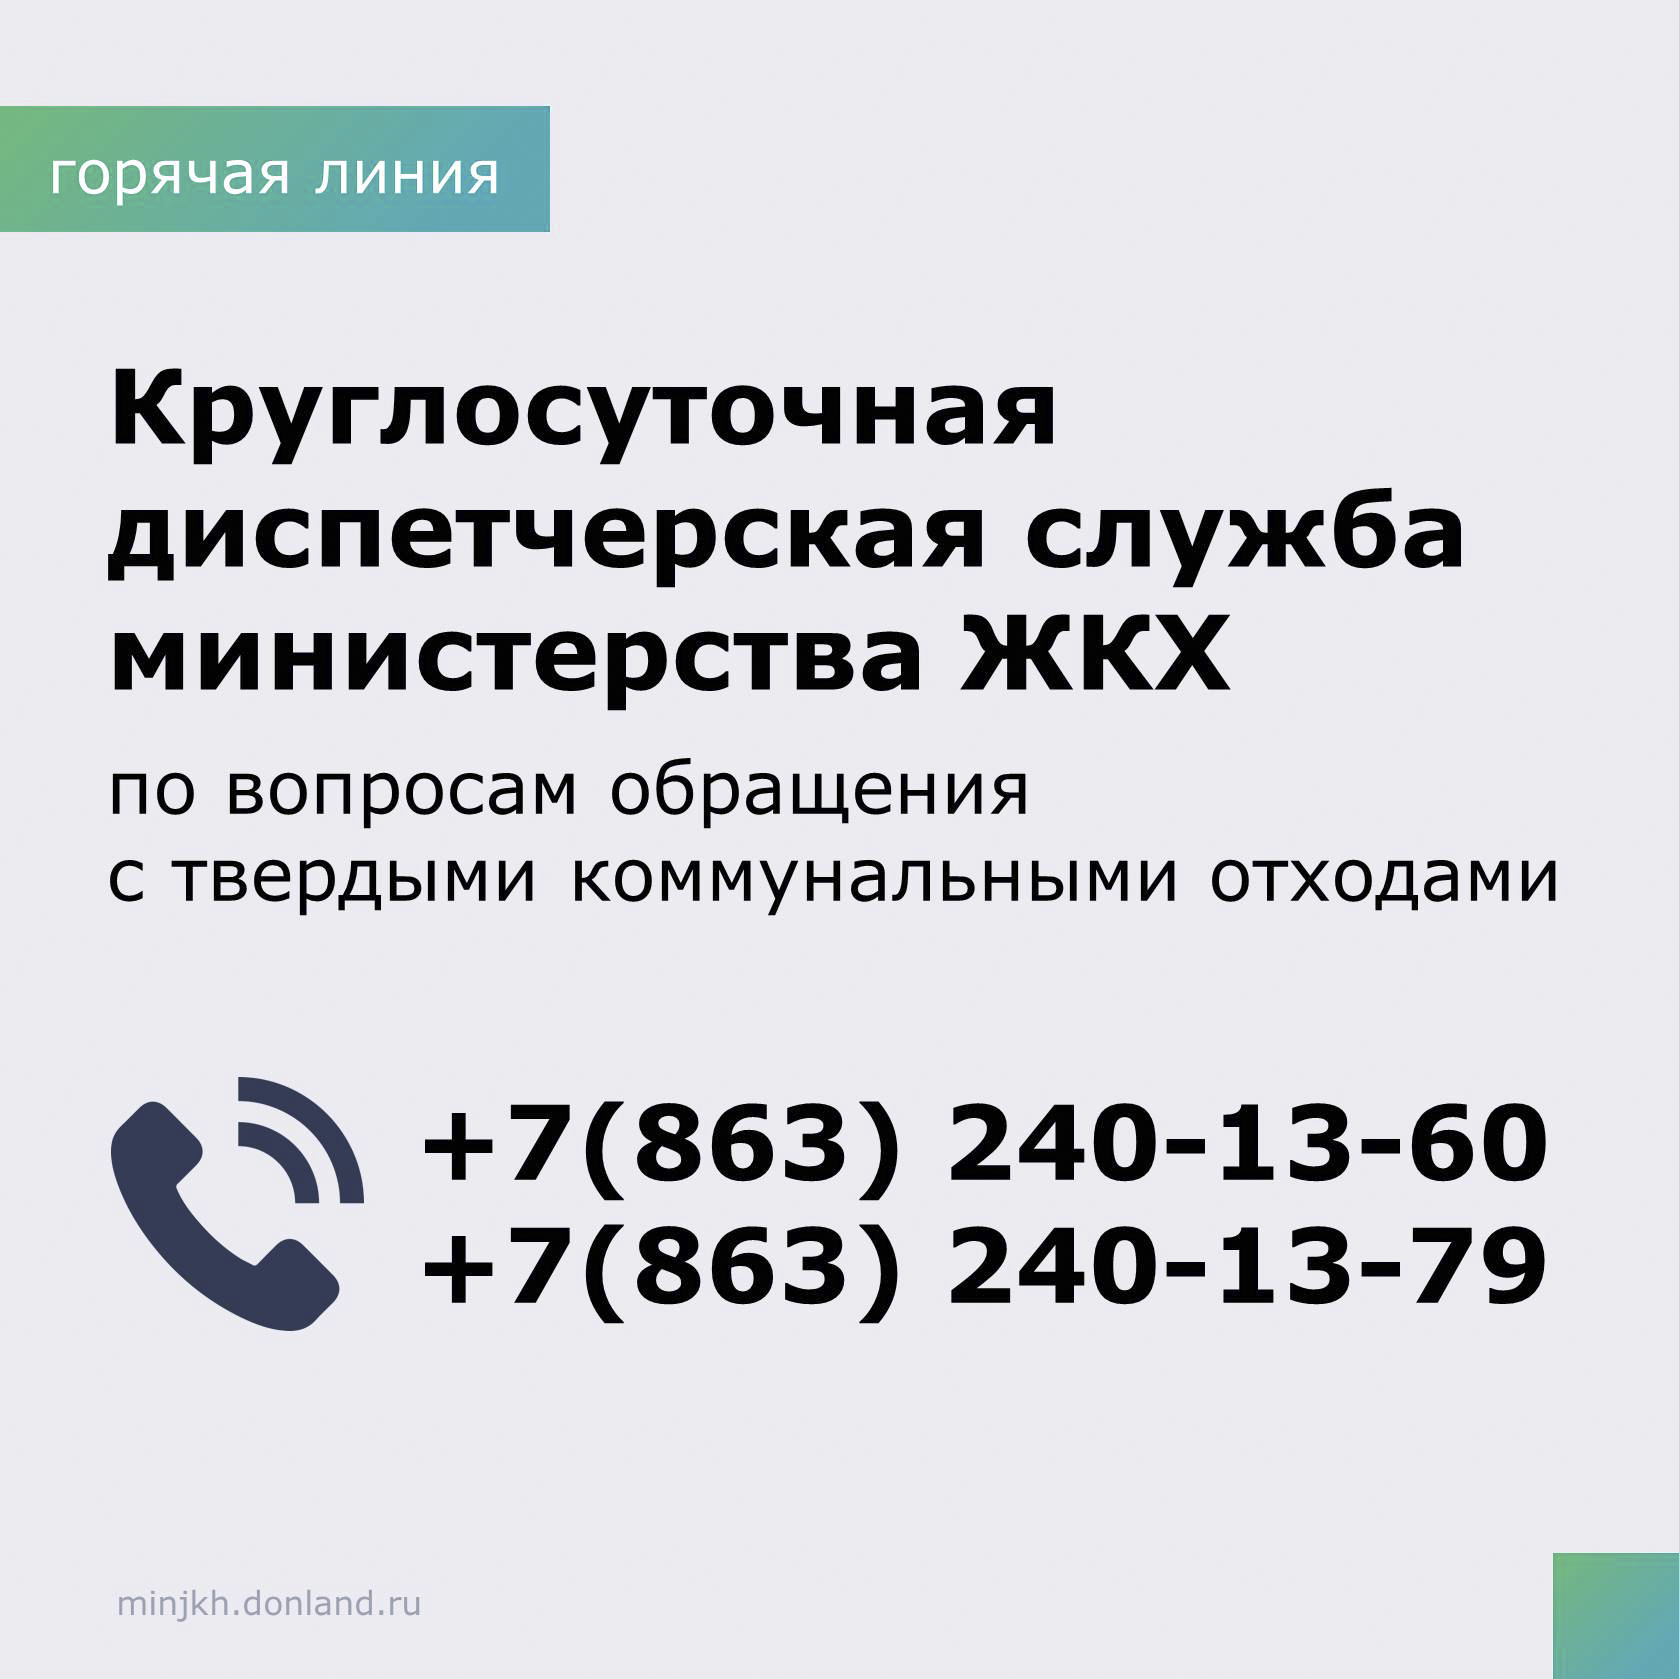 горячая линия
Круглосуточная
диспетчерская служба
министерства ЖКХ
по вопросам обращения
с твердыми коммунальными отходами
+7(863) 240-13-60
+7(863) 240-13-79
minjkh.donland.ru